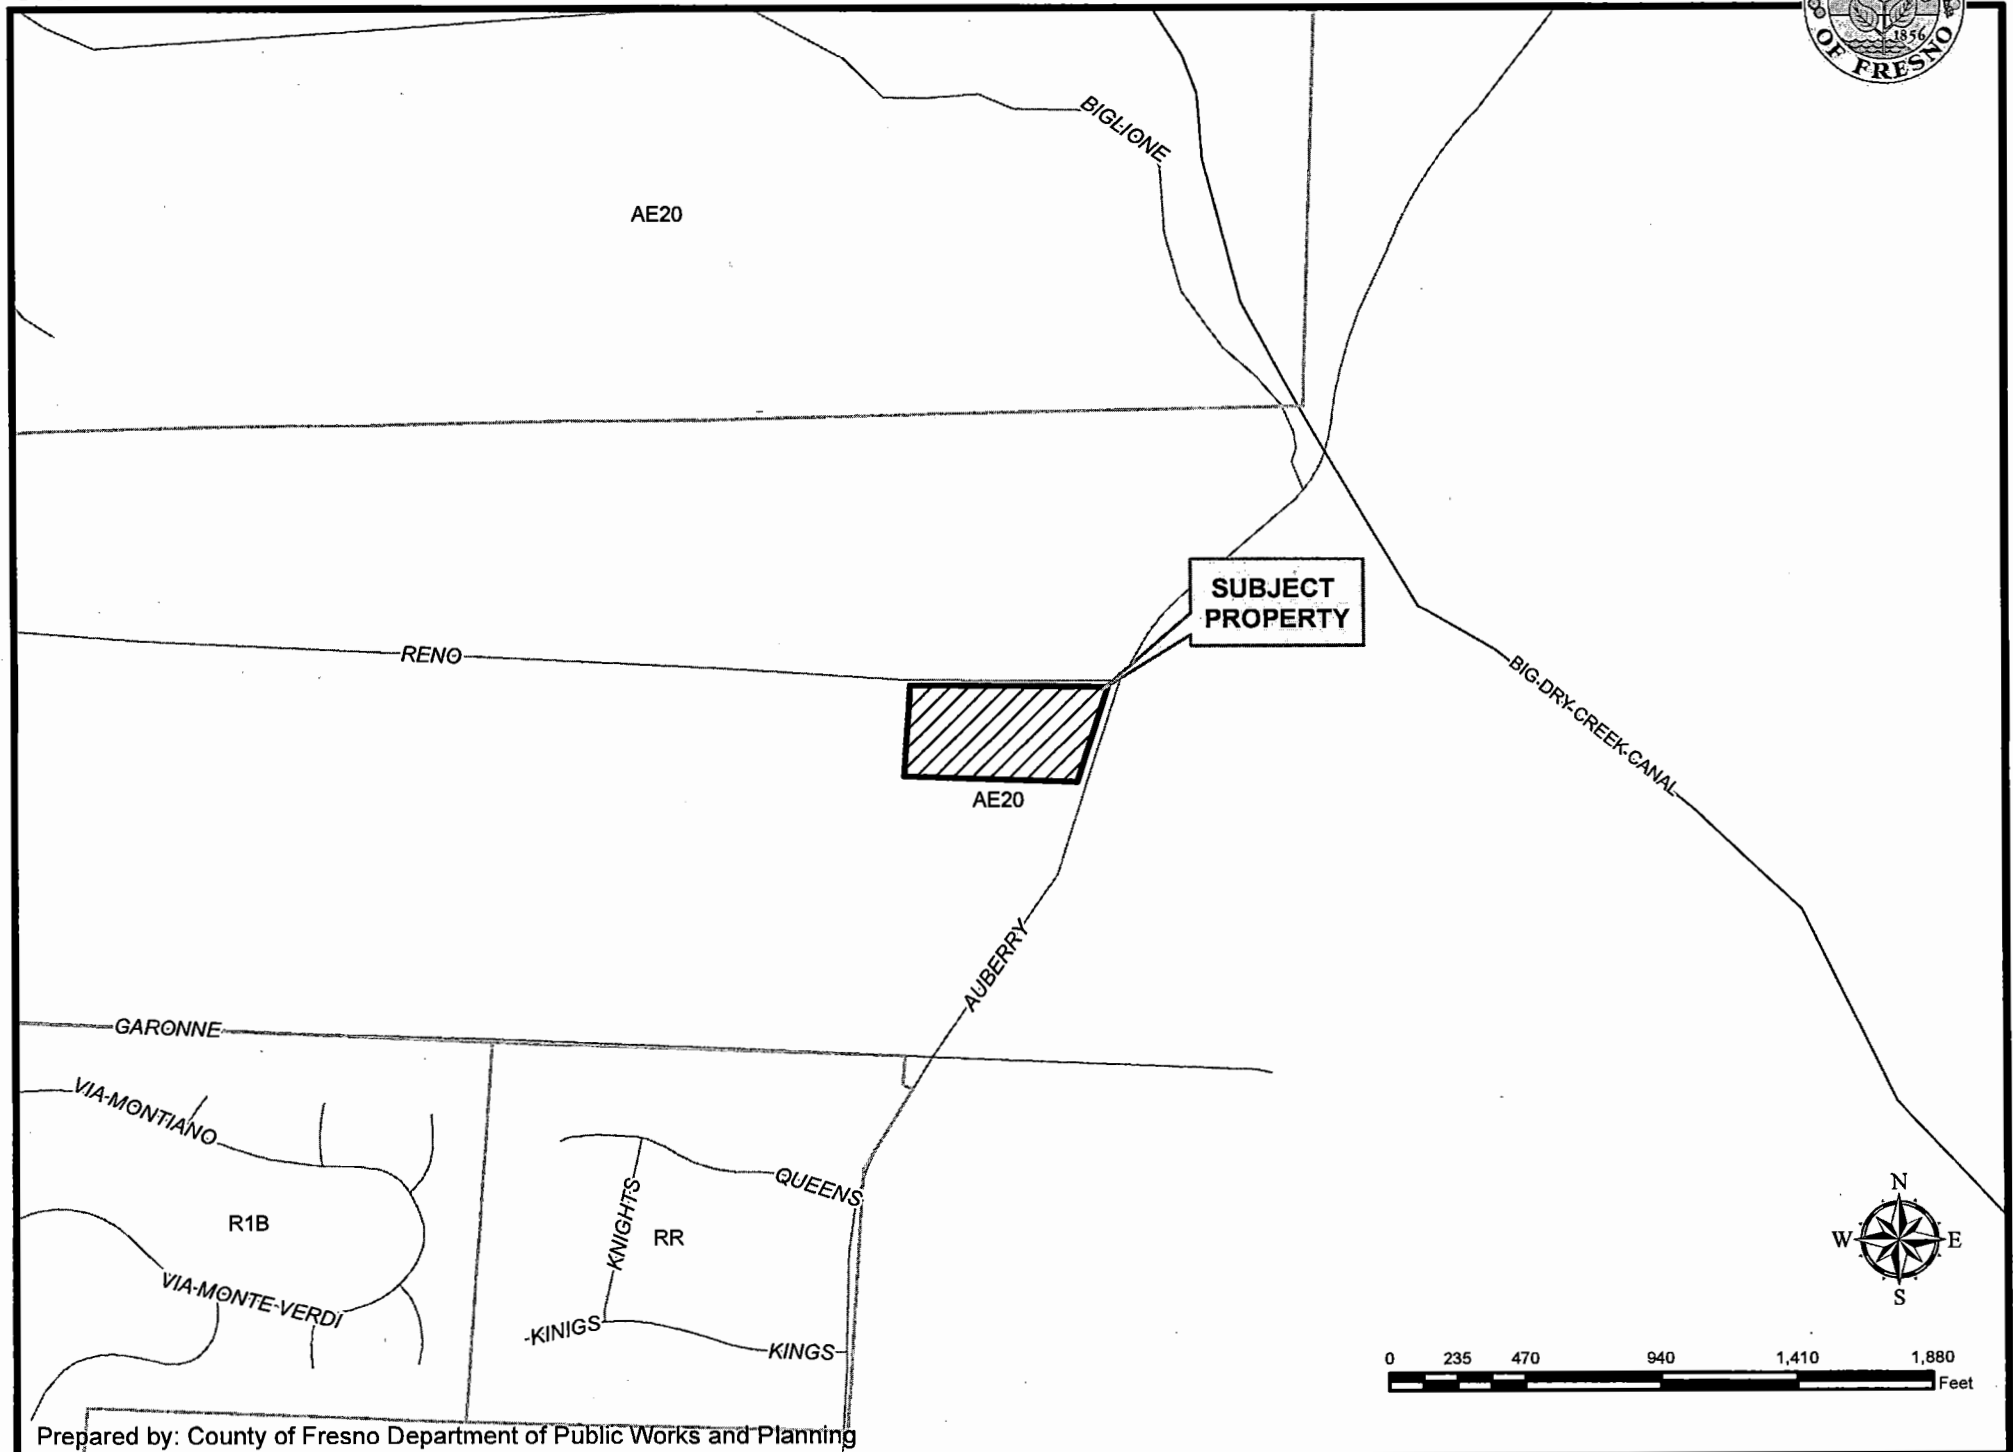 1856
OF FRESNO
BIGLIONE
AE20
SUBJECT
PROPERTY
RENO
BIG-DRY-CREEK-CANAL
AE20
AUBERRY
GARONNE
VIA-MONTIANO
QUEENS
KNIGHTS
R1B
RR
VIA-MONTE-VERDI
-KINIGS
KINGS
N
W E
S
0 235 470 940 1,410 1,880
Feet
Prepared by: County of Fresno Department of Public Works and Planning